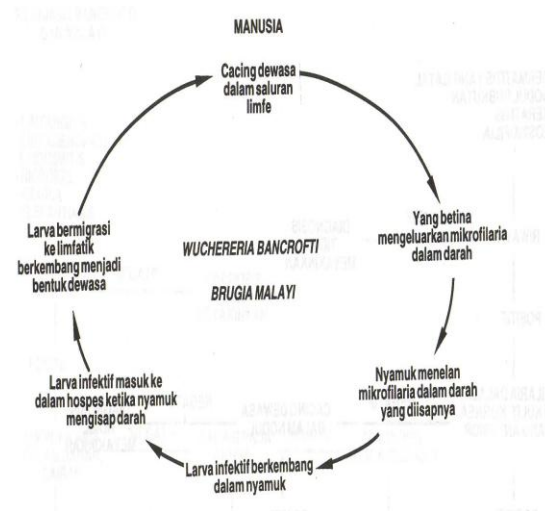 MANUSIA
Cacing dewasa
dalam saluran
limfe
Yang betina
mengeluarkan mikrofilaria
dalam darah
Nyamuk menelan
mikrofilaria dalam darah
yang diisapnya
Larva infektif berkembang
dalam nyamuk
Larva infektif masuk ke
dalam hospes ketika nyamuk
mengisap darah
Larva bermigrasi
ke limfatik
berkembang menjadi
bentuk dewasa
WUCHERERIA BANCROFTI
BRUGIA MALAYI